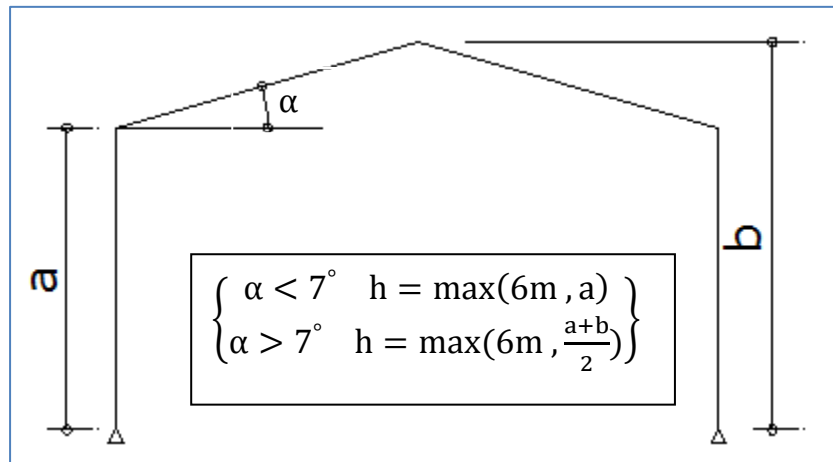 α
a
b
{ α < 7° h = max(6m , a) }
{ α > 7° h = max(6m , (a+b)/2) }